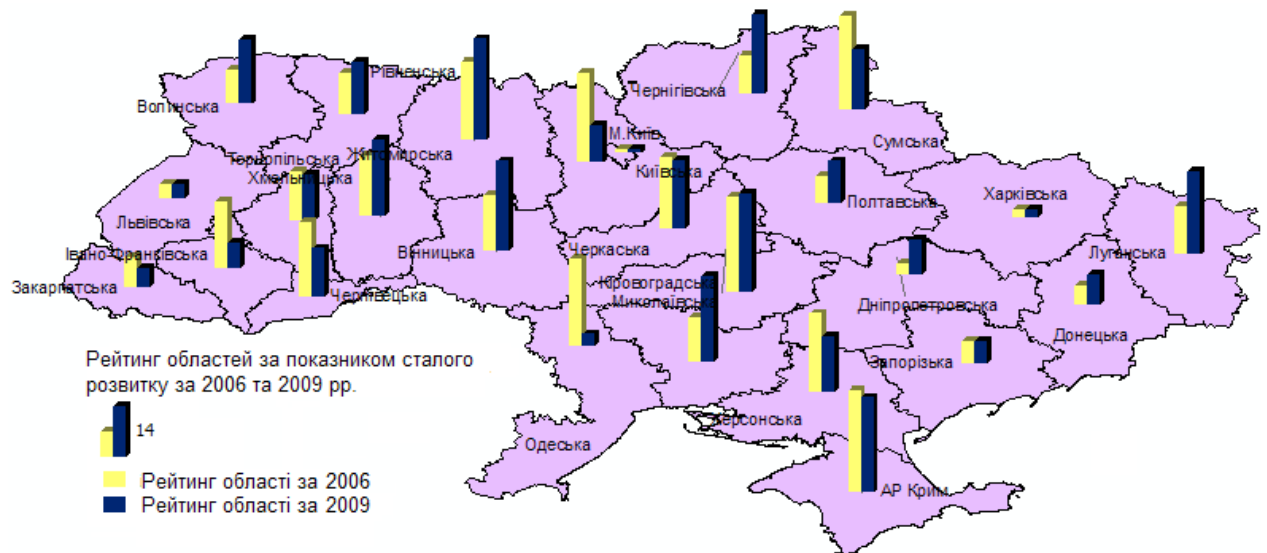 Волинська
Рівненська
Чернігівська
Сумська
М.Київ
Житомирська
Тернопільська
Хмельницька
Київська
Полтавська
Харківська
Львівська
Луганська
Вінницька
Черкаська
Івано-Франківська
Закарпатська
Чернівецька
Кіровоградська
Миколаївська
Дніпропетровська
Донецька
Запорізька
Херсонська
Одеська
АР Крим
Рейтинг областей за показником сталого
розвитку за 2006 та 2009 рр.
14
Рейтинг області за 2006
Рейтинг області за 2009